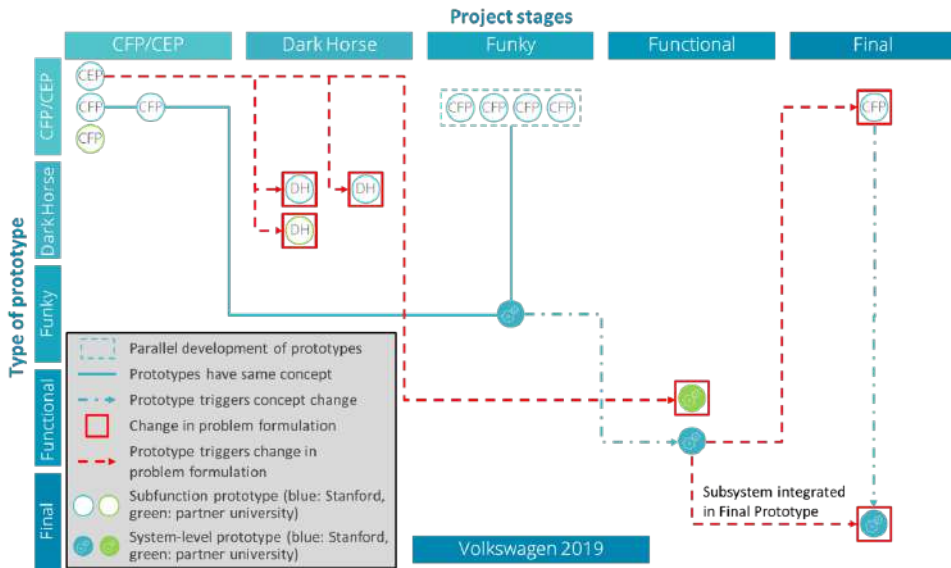 Project stages
CFP/CEP
Dark Horse
Funky
Functional
Final
Type of prototype
CFP/CEP
Dark Horse
Funky
Functional
Final
CEP
CFP CFP
CFP
CFP CFP CFP CFP
CFP
DH DH
DH
Parallel development of prototypes
Prototypes have same concept
Prototype triggers concept change
Change in problem formulation
Prototype triggers change in
problem formulation
Subfunction prototype (blue: Stanford,
green: partner university)
System-level prototype (blue: Stanford,
green: partner university)
Subsystem integrated
in Final Prototype
Volkswagen 2019